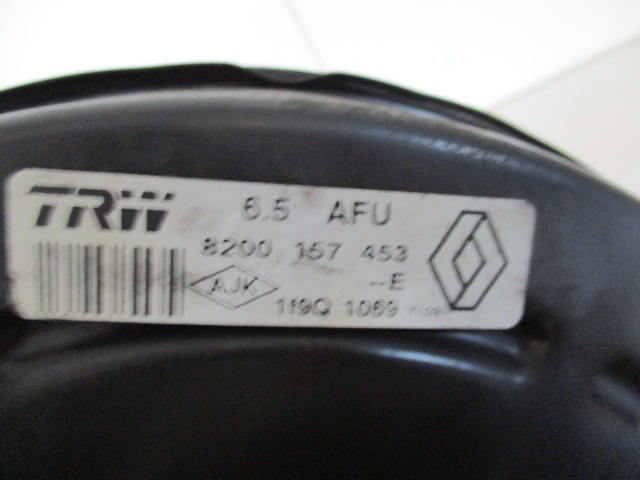 TRW 6.5 AFU
8200 157 453
AJK --E
119Q 1069